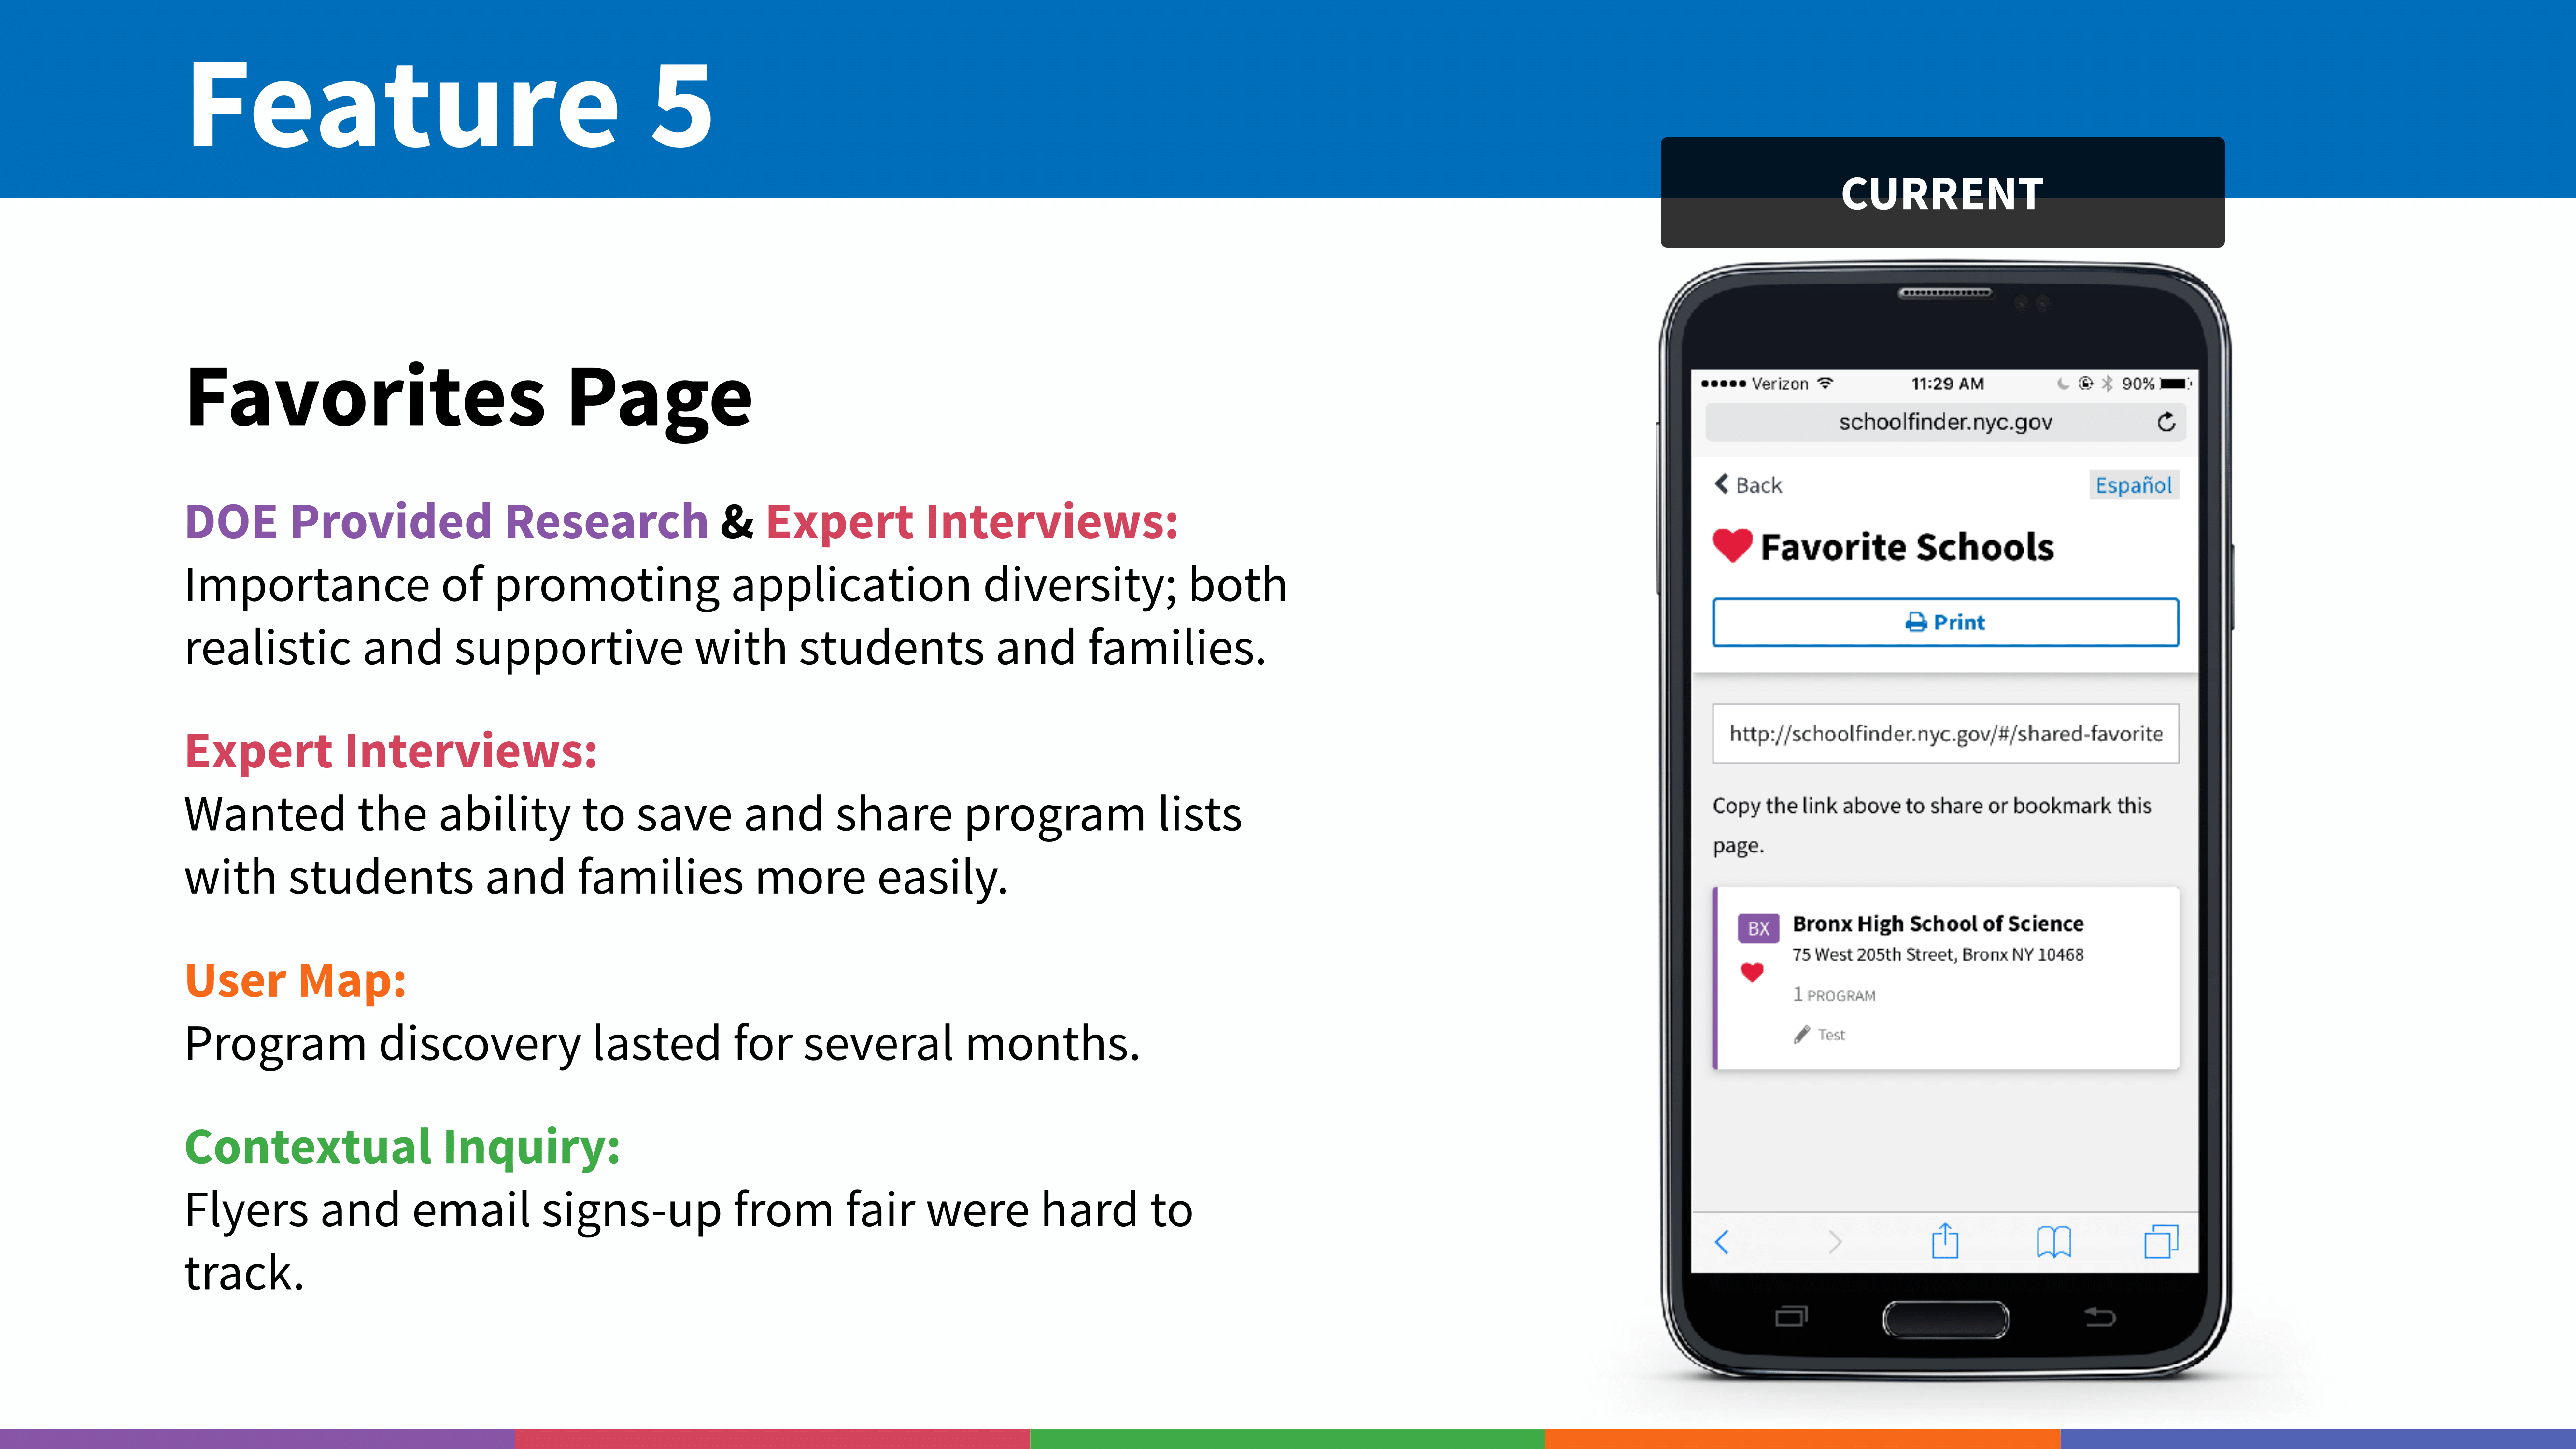 Feature 5
CURRENT
Favorites Page
DOE Provided Research & Expert Interviews:
Importance of promoting application diversity; both
realistic and supportive with students and families.
Expert Interviews:
Wanted the ability to save and share program lists
with students and families more easily.
User Map:
Program discovery lasted for several months.
Contextual Inquiry:
Flyers and email signs-up from fair were hard to
track.
Verizon 11:29 AM 90%
schoolfinder.nyc.gov
Back Español
Favorite Schools
Print
http://schoolfinder.nyc.gov/#/shared-favorite
Copy the link above to share or bookmark this
page.
BX Bronx High School of Science
75 West 205th Street, Bronx NY 10468
1 PROGRAM
Test